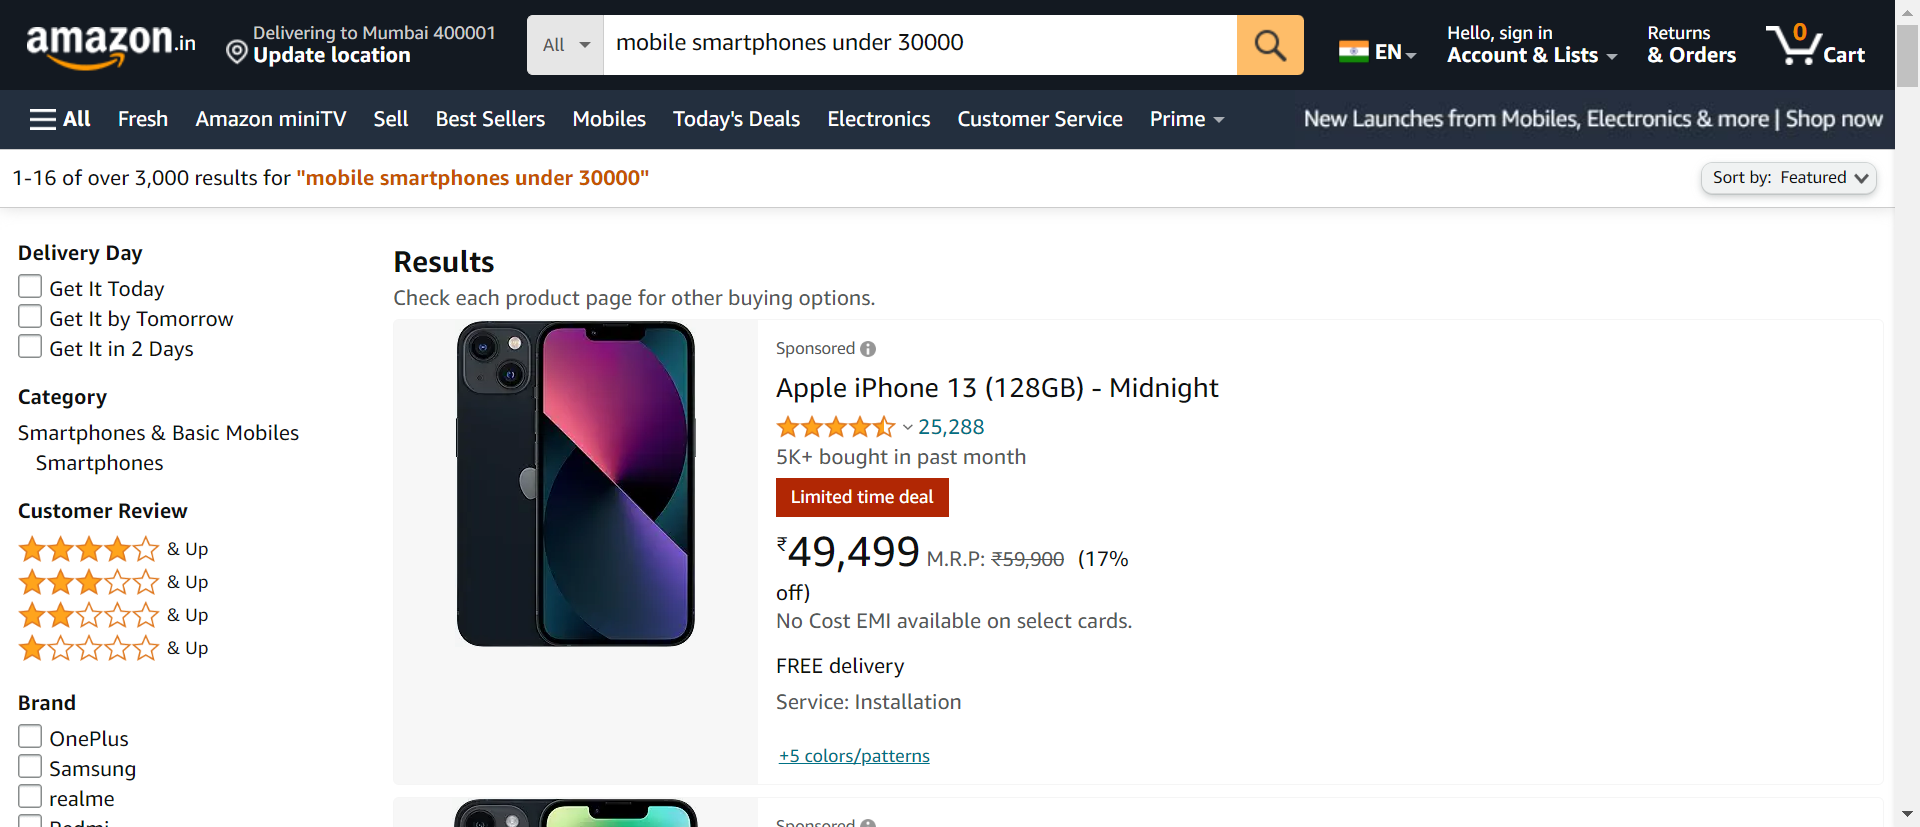 amazon.in
Delivering to Mumbai 400001
Update location
All
mobile smartphones under 30000
EN
Hello, sign in
Account & Lists
Returns
& Orders
0
Cart
All
Fresh
Amazon miniTV
Sell
Best Sellers
Mobiles
Today's Deals
Electronics
Customer Service
Prime
New Launches from Mobiles, Electronics & more | Shop now
1-16 of over 3,000 results for "mobile smartphones under 30000"
Sort by: Featured
Delivery Day
Get It Today
Get It by Tomorrow
Get It in 2 Days
Category
Smartphones & Basic Mobiles
Smartphones
Customer Review
& Up
& Up
& Up
& Up
Brand
OnePlus
Samsung
realme
Redmi
Results
Check each product page for other buying options.
Sponsored
Apple iPhone 13 (128GB) - Midnight
25,288
5K+ bought in past month
Limited time deal
₹49,499 M.R.P: ₹59,900 (17%
off)
No Cost EMI available on select cards.
FREE delivery
Service: Installation
+5 colors/patterns
Sponsored